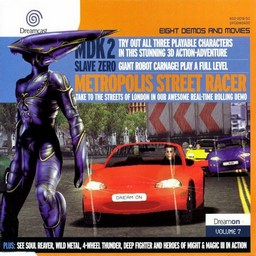 Dreamcast
EIGHT DEMOS AND MOVIES
MDK2
TRY OUT ALL THREE PLAYABLE CHARACTERS
IN THIS STUNNING 3D ACTION-ADVENTURE
SLAVE ZERO
GIANT ROBOT CARNAGE! PLAY A FULL LEVEL
METROPOLIS STREET RACER
TAKE TO THE STREETS OF LONDON IN OUR AWESOME REAL-TIME ROLLING DEMO
DREAM ON
Dreamon
VOLUME 7
PLUS: SEE SOUL REAVER, WILD METAL, 4-WHEEL THUNDER, DEEP FIGHTER AND HEROES OF MIGHT & MAGIC III IN ACTION